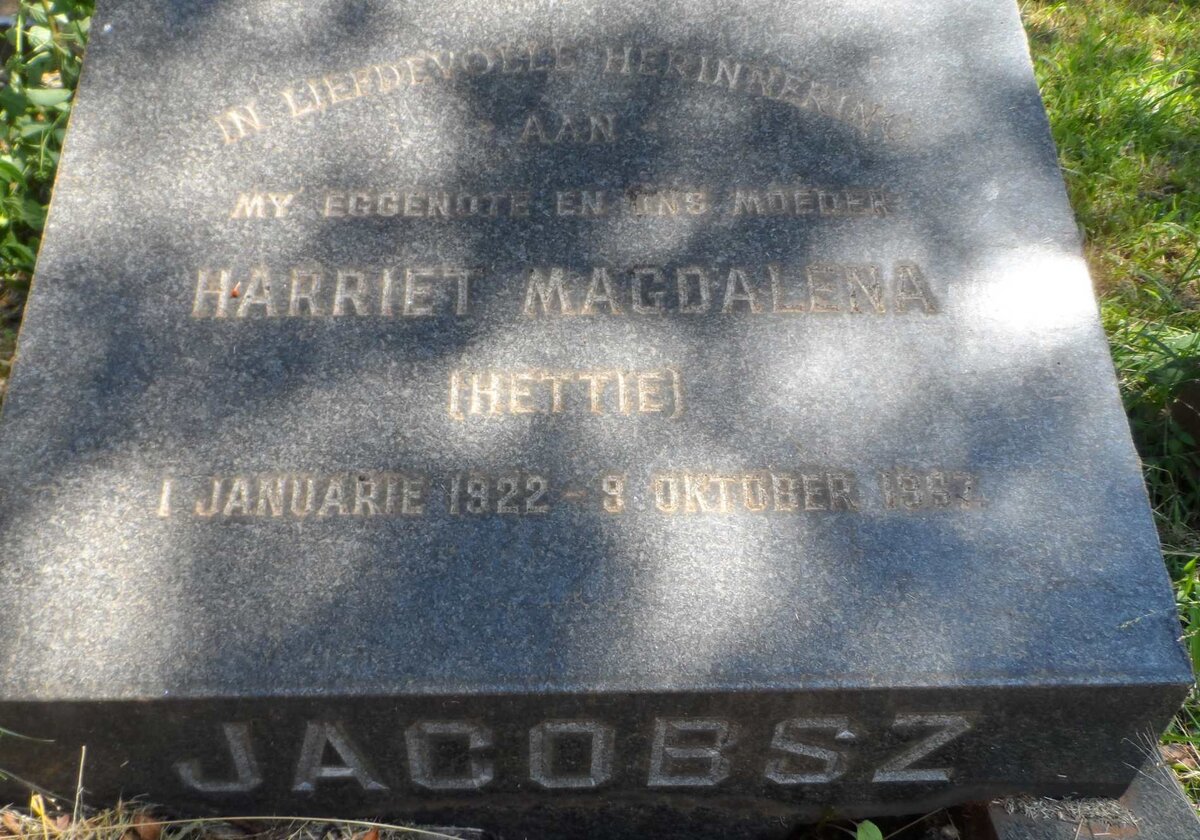 IN LIEFDEVOLLE HERINNERING
AAN
MY EGGENOTE EN ONS MOEDER
HARRIET MAGDALENA
(HETTIE)
1 JANUARIE 1922 - 9 OKTOBER
JACOBSZ